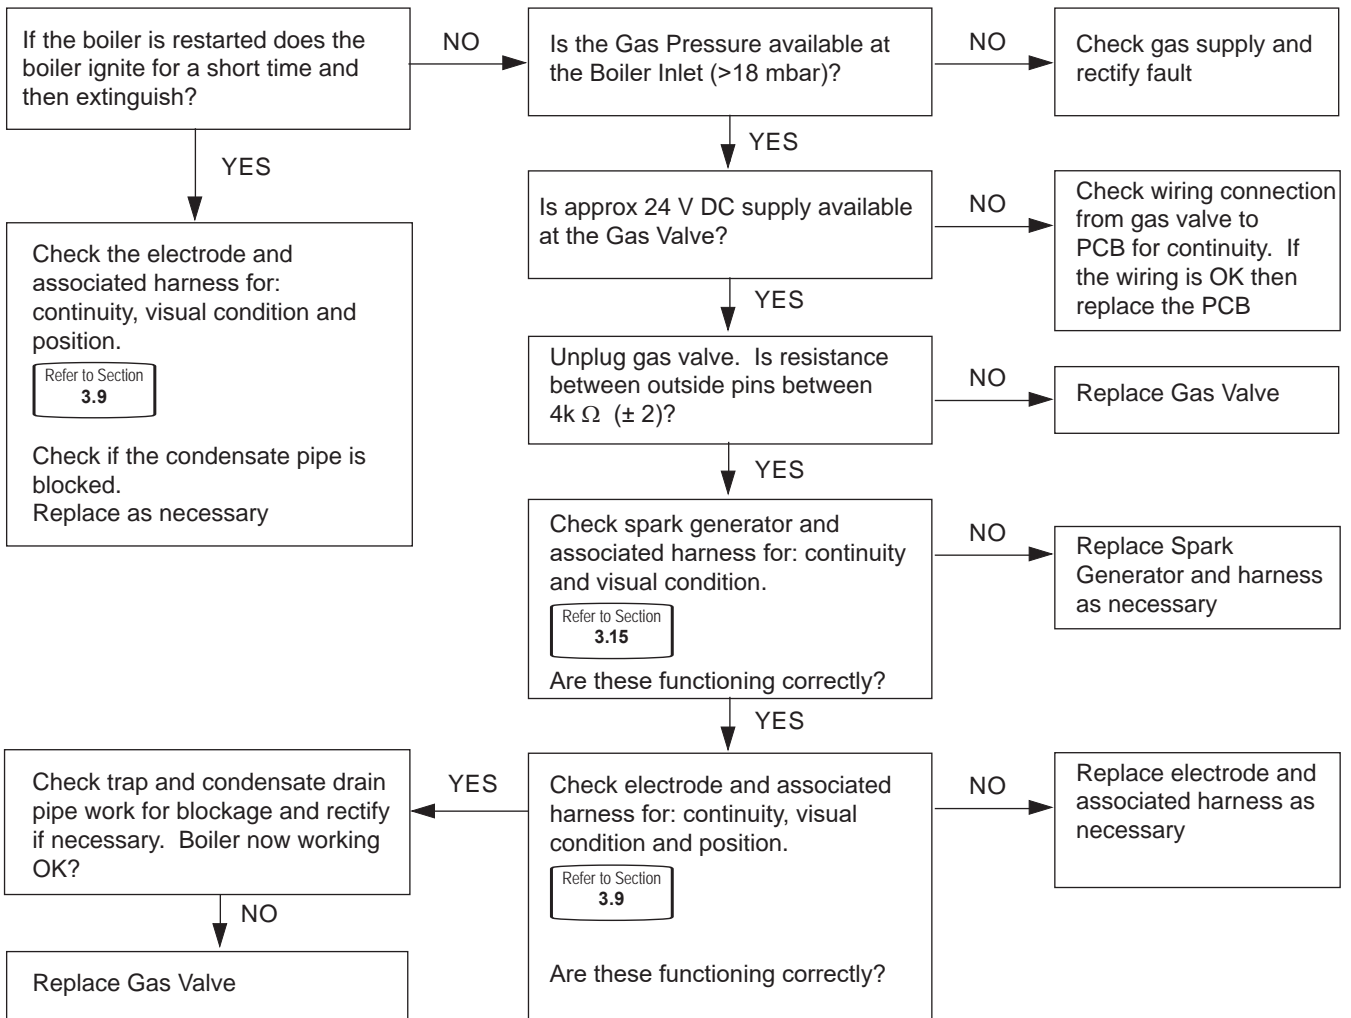 If the boiler is restarted does the
boiler ignite for a short time and
then extinguish?
NO
Is the Gas Pressure available at
the Boiler Inlet (>18 mbar)?
NO
Check gas supply and
rectify fault
YES
YES
Check the electrode and
associated harness for:
continuity, visual condition and
position.
Refer to Section
3.9
Check if the condensate pipe is
blocked.
Replace as necessary
Is approx 24 V DC supply available
at the Gas Valve?
NO
Check wiring connection
from gas valve to
PCB for continuity.  If
the wiring is OK then
replace the PCB
YES
Unplug gas valve.  Is resistance
between outside pins between
4k Ω  (± 2)?
NO
Replace Gas Valve
YES
Check spark generator and
associated harness for: continuity
and visual condition.
Refer to Section
3.15
Are these functioning correctly?
NO
Replace Spark
Generator and harness
as necessary
YES
Check electrode and associated
harness for: continuity, visual
condition and position.
Refer to Section
3.9
Are these functioning correctly?
NO
Replace electrode and
associated harness as
necessary
YES
Check trap and condensate drain
pipe work for blockage and rectify
if necessary.  Boiler now working
OK?
NO
Replace Gas Valve